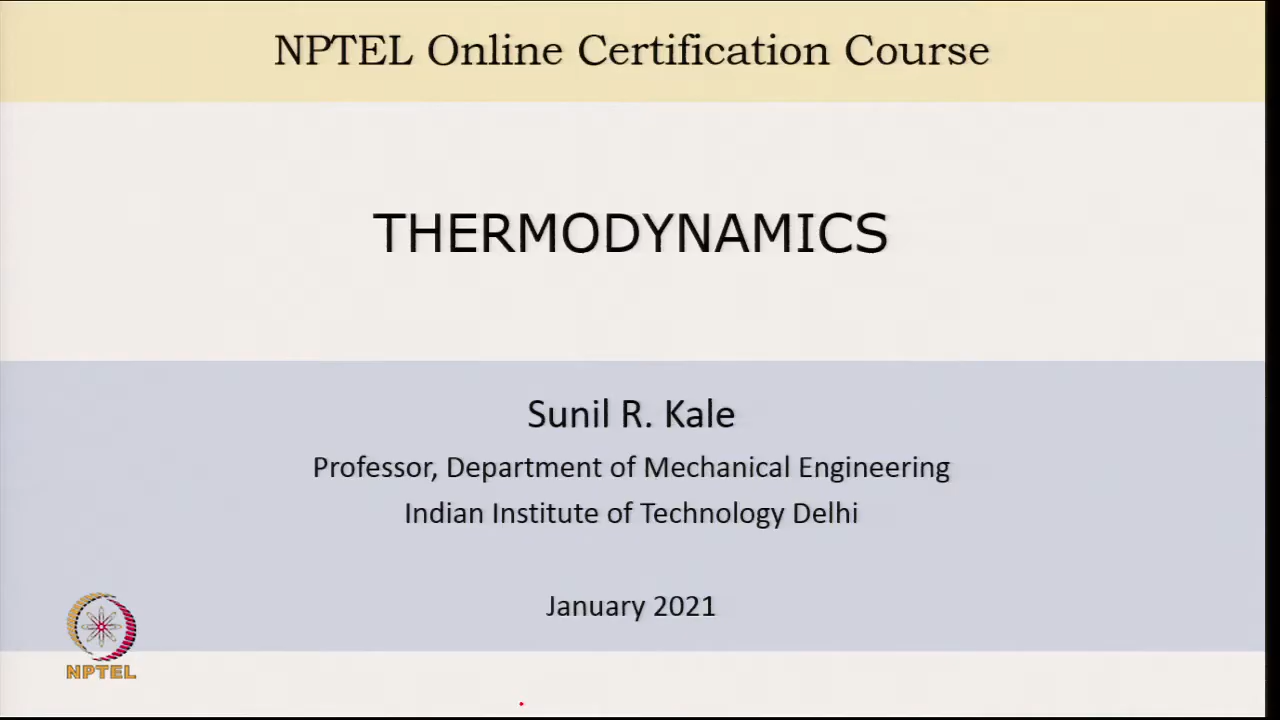 NPTEL Online Certification Course
THERMODYNAMICS
Sunil R. Kale
Professor, Department of Mechanical Engineering
Indian Institute of Technology Delhi
January 2021
NPTEL